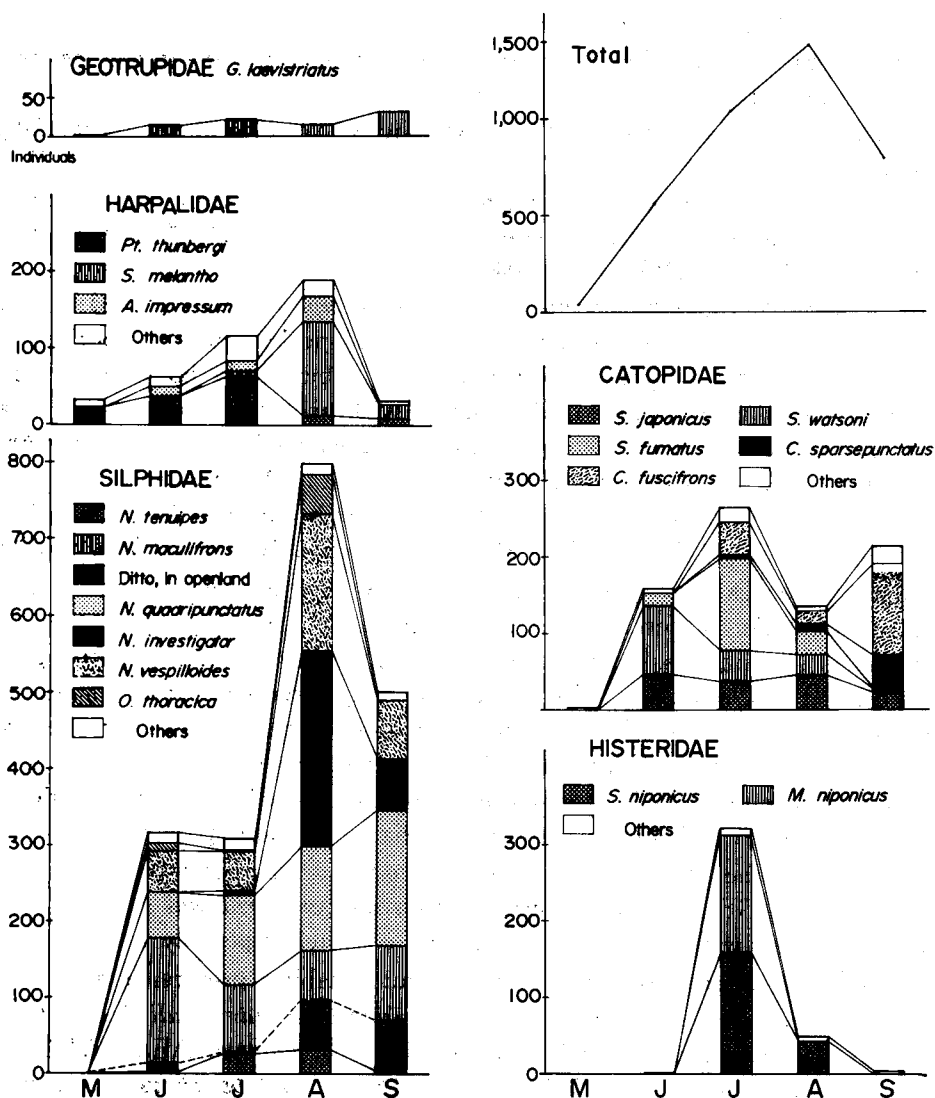 GEOTRUPIDAE G. laevistriatus
50
0
Individuals
HARPALIDAE
Pt. thunbergi
S. melantho
A. impressum
Others
200
100
0
SILPHIDAE
N. tenuipes
N. maculifrons
Ditto, in openland
N. quadripunctatus
N. investigator
N. vespilloides
O. thoracica
Others
800
700
600
500
400
300
200
100
0
M J J A S
Total
1,500
1,000
500
0
CATOPIDAE
S. japonicus
S. watsoni
S. fumatus
C. sparsepunctatus
C. fuscifrons
Others
300
200
100
HISTERIDAE
S. niponicus
M. niponicus
Others
300
200
100
0
M J J A S